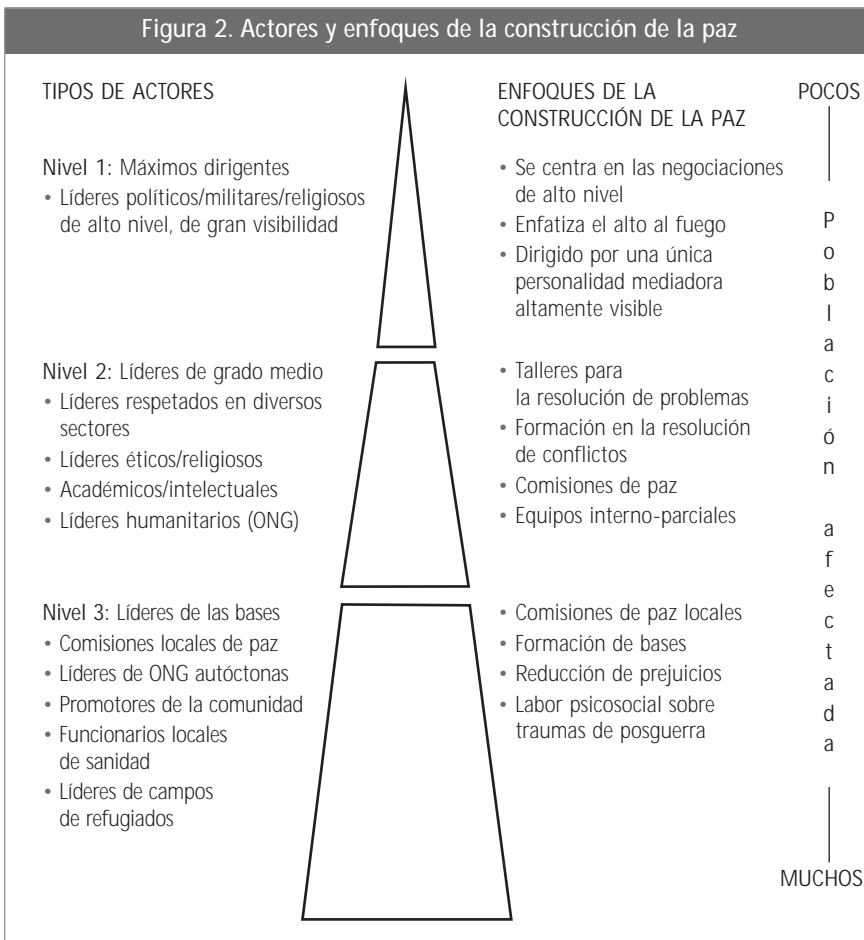 Figura 2. Actores y enfoques de la construcción de la paz
TIPOS DE ACTORES
Nivel 1: Máximos dirigentes
• Líderes políticos/militares/religiosos
de alto nivel, de gran visibilidad
Nivel 2: Líderes de grado medio
• Líderes respetados en diversos
sectores
• Líderes éticos/religiosos
• Académicos/intelectuales
• Líderes humanitarios (ONG)
Nivel 3: Líderes de las bases
• Comisiones locales de paz
• Líderes de ONG autóctonas
• Promotores de la comunidad
• Funcionarios locales
de sanidad
• Líderes de campos
de refugiados
ENFOQUES DE LA
CONSTRUCCIÓN DE LA PAZ
• Se centra en las negociaciones
de alto nivel
• Enfatiza el alto al fuego
• Dirigido por una única
personalidad mediadora
altamente visible
• Talleres para
la resolución de problemas
• Formación en la resolución
de conflictos
• Comisiones de paz
• Equipos interno-parciales
• Comisiones de paz locales
• Formación de bases
• Reducción de prejuicios
• Labor psicosocial sobre
traumas de posguerra
POCOS
Población afectada
MUCHOS